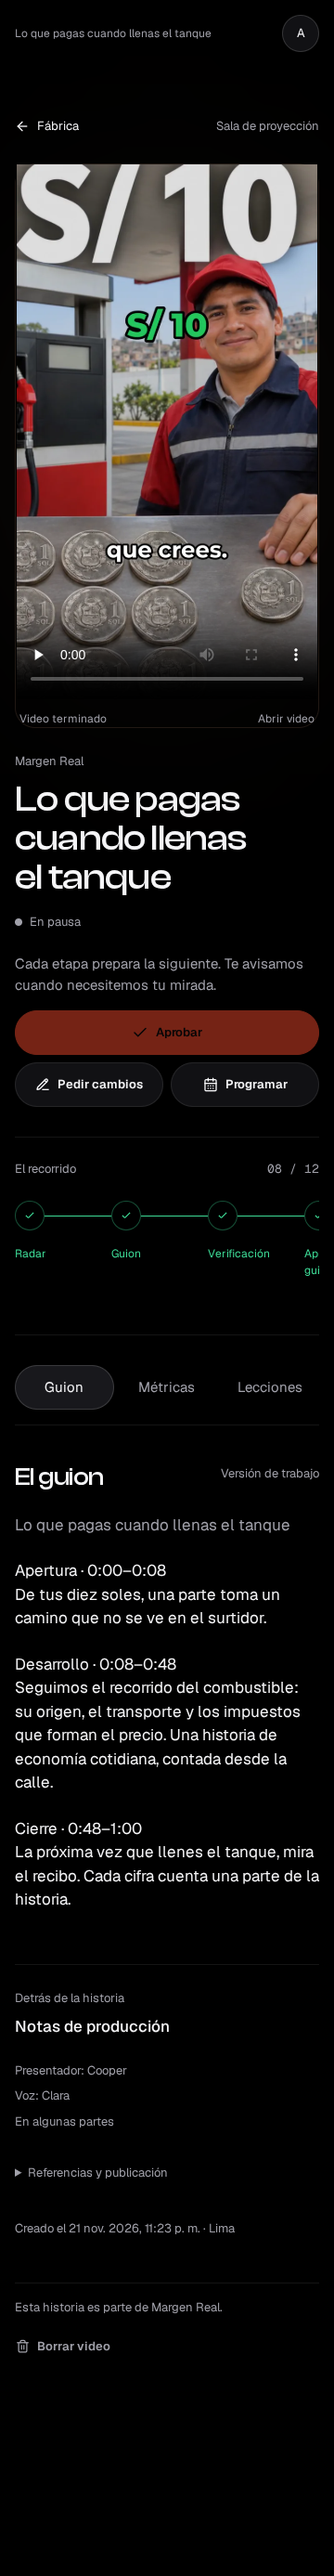 Lo que pagas cuando llenas el tanque
A
Fábrica
Sala de proyección
S/10
S/ 10
que crees.
0:00
Video terminado
Abrir video
Margen Real
Lo que pagas
cuando llenas
el tanque
En pausa
Cada etapa prepara la siguiente. Te avisamos
cuando necesitemos tu mirada.
Aprobar
Pedir cambios
Programar
El recorrido
08 / 12
Radar
Guion
Verificación
Ap
gui
Guion
Métricas
Lecciones
El guion
Versión de trabajo
Lo que pagas cuando llenas el tanque
Apertura · 0:00–0:08
De tus diez soles, una parte toma un
camino que no se ve en el surtidor.
Desarrollo · 0:08–0:48
Seguimos el recorrido del combustible:
su origen, el transporte y los impuestos
que forman el precio. Una historia de
economía cotidiana, contada desde la
calle.
Cierre · 0:48–1:00
La próxima vez que llenes el tanque, mira
el recibo. Cada cifra cuenta una parte de la
historia.
Detrás de la historia
Notas de producción
Presentador: Cooper
Voz: Clara
En algunas partes
Referencias y publicación
Creado el 21 nov. 2026, 11:23 p. m. · Lima
Esta historia es parte de Margen Real.
Borrar video